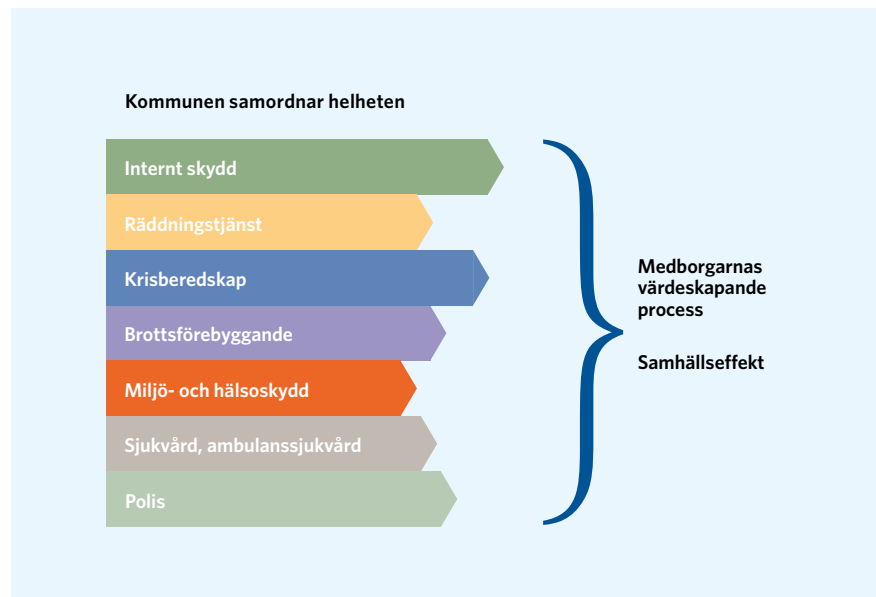 Kommunen samordnar helheten
Internt skydd
Räddningstjänst
Krisberedskap
Brottsförebyggande
Miljö- och hälsoskydd
Sjukvård, ambulanssjukvård
Polis
Medborgarnas
värdeskapande
process
Samhällseffekt